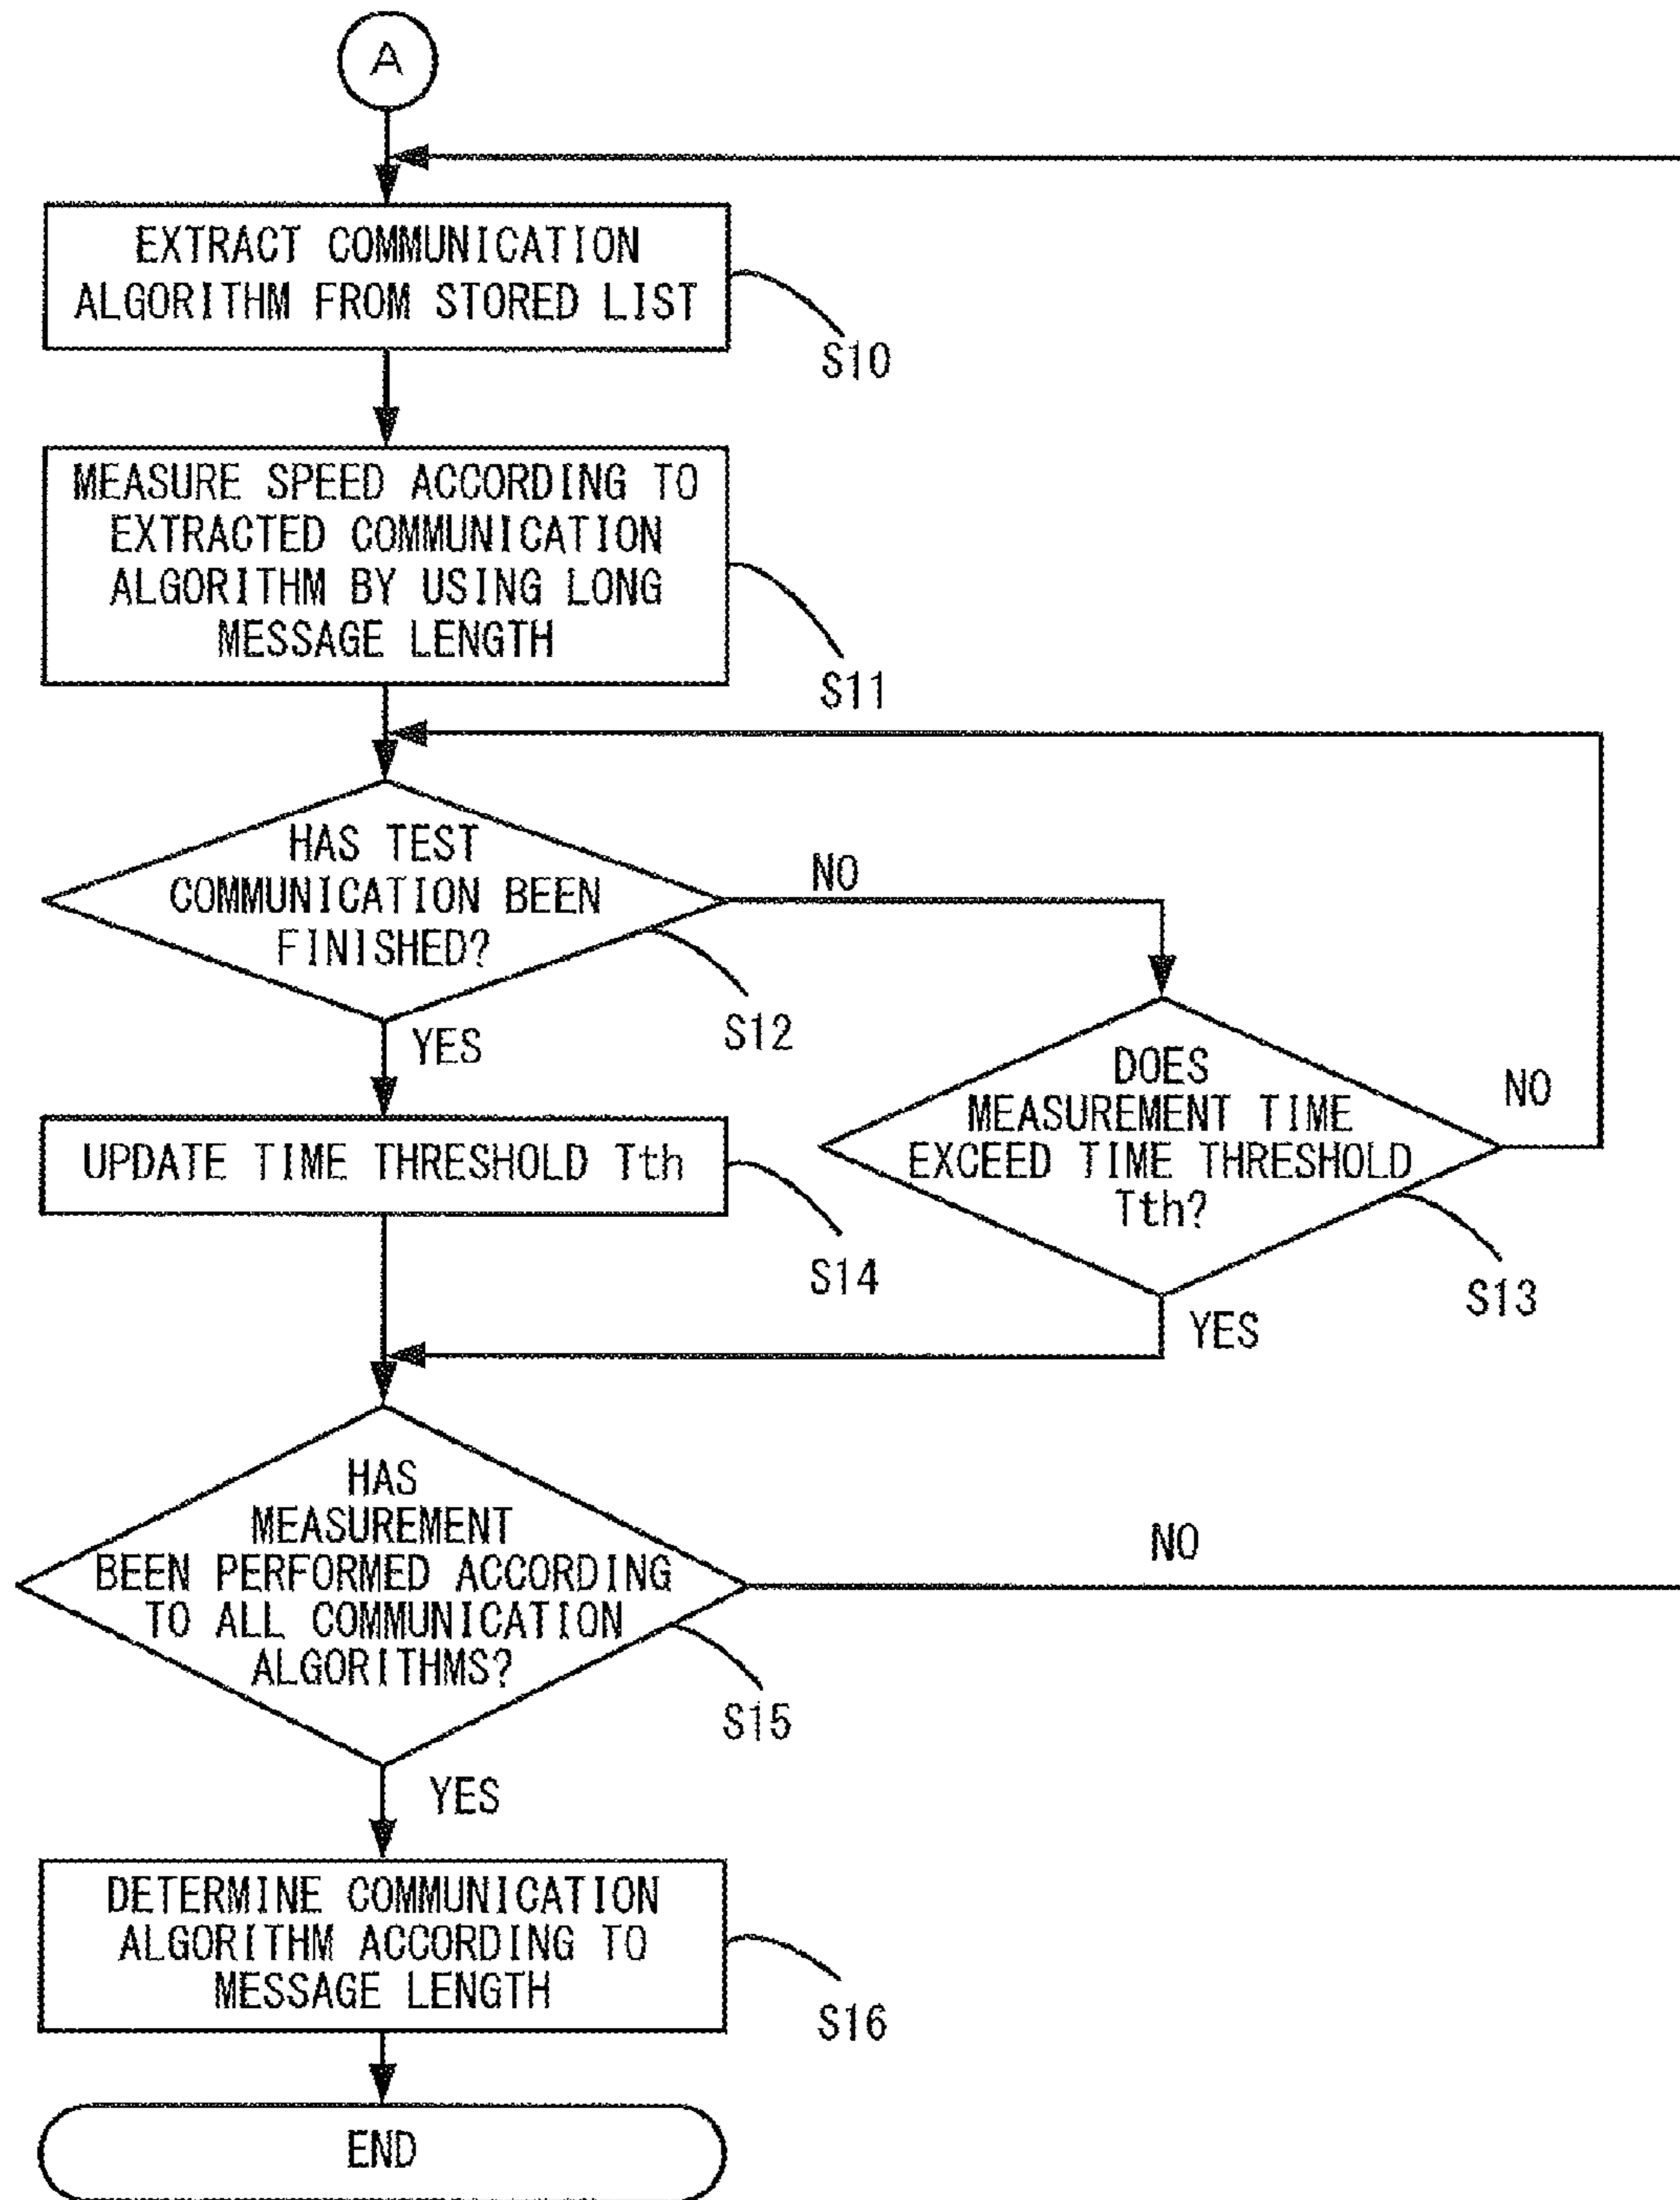 A
EXTRACT COMMUNICATION
ALGORITHM FROM STORED LIST
S10
MEASURE SPEED ACCORDING TO
EXTRACTED COMMUNICATION
ALGORITHM BY USING LONG
MESSAGE LENGTH
S11
HAS TEST
COMMUNICATION BEEN
FINISHED?
NO
S12
YES
DOES
MEASUREMENT TIME
EXCEED TIME THRESHOLD
Tth?
NO
S13
YES
UPDATE TIME THRESHOLD Tth
S14
HAS
MEASUREMENT
BEEN PERFORMED ACCORDING
TO ALL COMMUNICATION
ALGORITHMS?
NO
S15
YES
DETERMINE COMMUNICATION
ALGORITHM ACCORDING TO
MESSAGE LENGTH
S16
END